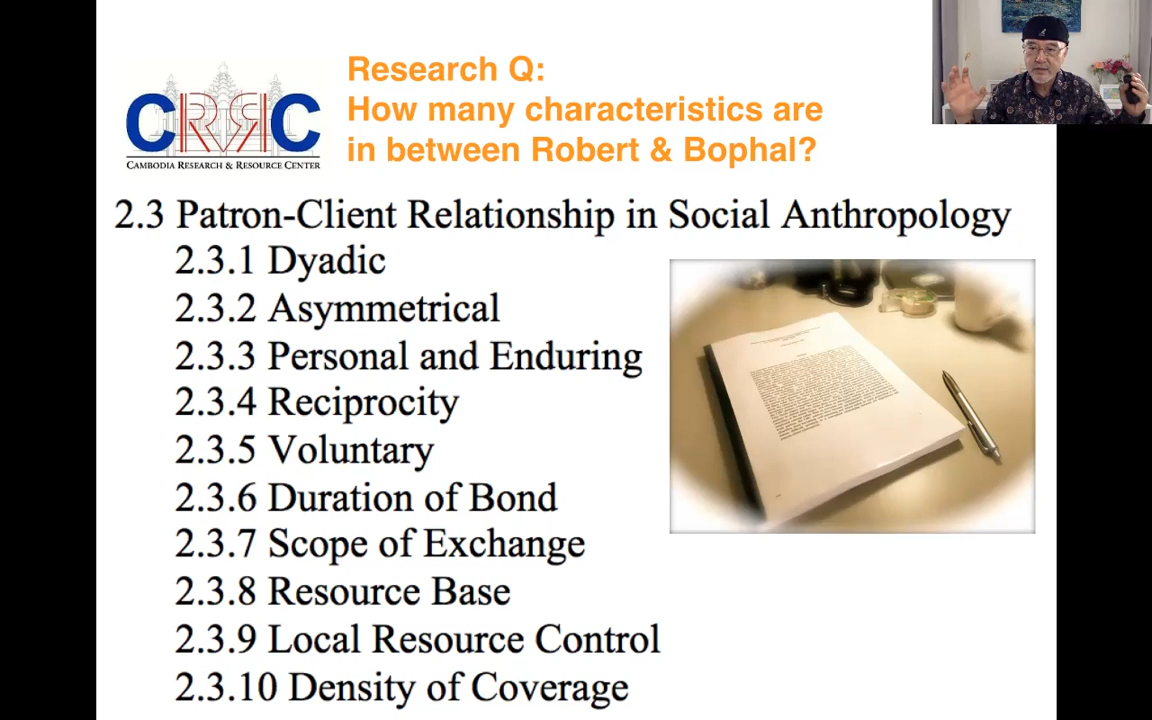 Research Q:
How many characteristics are
in between Robert & Bophal?
CRRC
CAMBODIA RESEARCH & RESOURCE CENTER
2.3 Patron-Client Relationship in Social Anthropology
2.3.1 Dyadic
2.3.2 Asymmetrical
2.3.3 Personal and Enduring
2.3.4 Reciprocity
2.3.5 Voluntary
2.3.6 Duration of Bond
2.3.7 Scope of Exchange
2.3.8 Resource Base
2.3.9 Local Resource Control
2.3.10 Density of Coverage